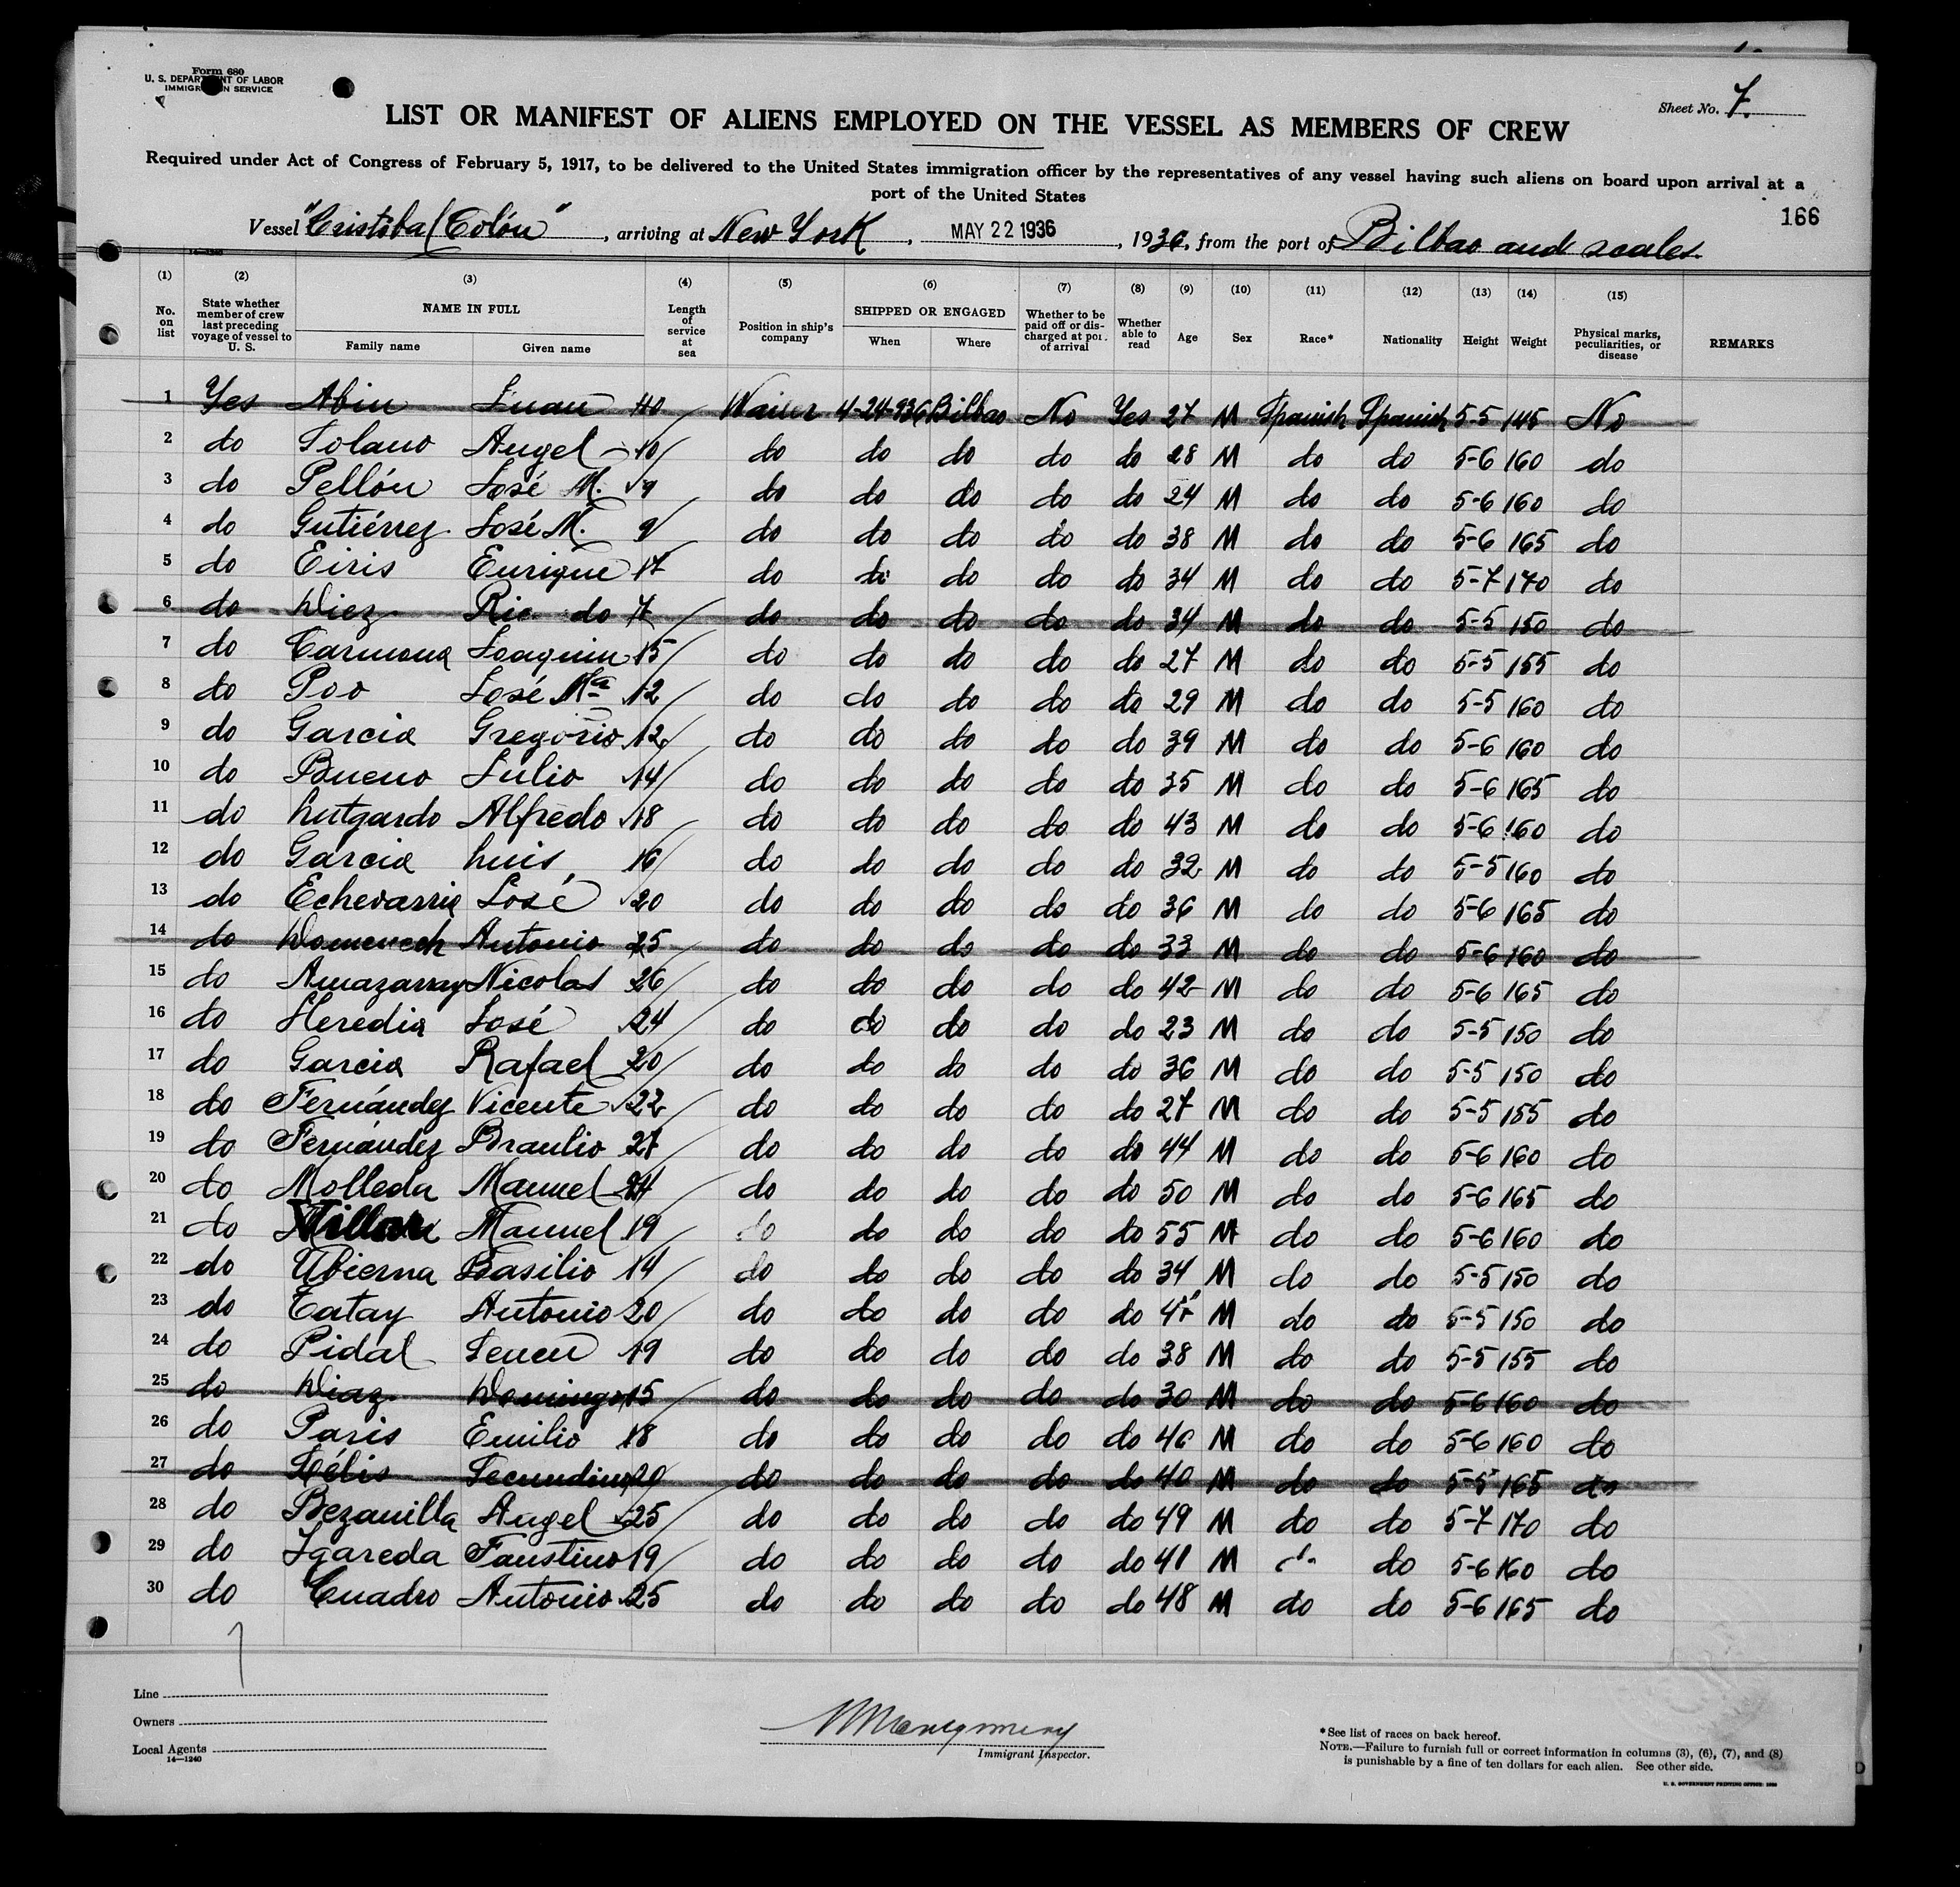 Form 680
U. S. DEPARTMENT OF LABOR
IMMIGRATION SERVICE
Sheet No. 7.
LIST OR MANIFEST OF ALIENS EMPLOYED ON THE VESSEL AS MEMBERS OF CREW
Required under Act of Congress of February 5, 1917, to be delivered to the United States immigration officer by the representatives of any vessel having such aliens on board upon arrival at a
port of the United States
166
Vessel "Cristóbal Colón", arriving at New York, MAY 22 1936, 1936, from the port of Bilbao and scales.
14—1240
(1) (2) (3) (4) (5) (6) (7) (8) (9) (10) (11) (12) (13) (14) (15)
No. on list State whether member of crew last preceding voyage of vessel to U. S. NAME IN FULL Family name Given name Length of service at sea Position in ship's company SHIPPED OR ENGAGED When Where Whether to be paid off or discharged at port of arrival Whether able to read Age Sex Race* Nationality Height Weight Physical marks, peculiarities, or disease REMARKS
1 Yes Abin Juan 10 Waiter 4-24-936 Bilbao No Yes 27 M Spanish Spanish 5-5 145 No
2 do Solano Angel 10 do do do do do 28 M do do 5-6 160 do
3 do Pellón José M. 9 do do do do do 24 M do do 5-6 160 do
4 do Gutiérrez José M. 9 do do do do do 38 M do do 5-6 165 do
5 do Eiris Enrique 17 do do do do do 34 M do do 5-7 170 do
6 do Diez Ric do 7 do do do do do 34 M do do 5-5 150 do
7 do Carmona Joaquin 15 do do do do do 27 M do do 5-5 155 do
8 do Poo José Ma 12 do do do do do 29 M do do 5-5 160 do
9 do Garcia Gregorio 12 do do do do do 39 M do do 5-6 160 do
10 do Bueno Julio 14 do do do do do 35 M do do 5-6 165 do
11 do Lutgardo Alfredo 18 do do do do do 43 M do do 5-6 160 do
12 do Garcia Luis 16 do do do do do 32 M do do 5-5 160 do
13 do Echevarria José 20 do do do do do 36 M do do 5-6 165 do
14 do Domenech Antonio 25 do do do do do 33 M do do 5-6 160 do
15 do Amazarray Nicolas 26 do do do do do 42 M do do 5-6 165 do
16 do Heredia José 24 do do do do do 23 M do do 5-5 150 do
17 do Garcia Rafael 20 do do do do do 36 M do do 5-5 150 do
18 do Fernández Vicente 22 do do do do do 27 M do do 5-5 155 do
19 do Fernández Braulio 27 do do do do do 44 M do do 5-6 160 do
20 do Molleda Manuel 24 do do do do do 50 M do do 5-6 165 do
21 do Manuel 19 do do do do do 55 M do do 5-6 160 do
22 do Ubierna Basilio 14 do do do do do 34 M do do 5-5 150 do
23 do Catay Antonio 20 do do do do do M do do 5-5 150 do
24 do Pidal 19 do do do do do 38 M do do 5-5 155 do
25 do Diaz Domingo 15 do do do do do 30 M do do 5-6 160 do
26 do Paris Emilio 18 do do do do do 40 M do do 5-6 160 do
27 do Secundino 20 do do do do do 40 M do do 5-5 165 do
28 do Bezanilla Angel 25 do do do do do 49 M do do 5-7 170 do
29 do Igareda Faustino 19 do do do do do 41 M do do 5-6 160 do
30 do Cuadro Antonio 25 do do do do do 48 M do do 5-6 165 do
Line
Owners
Local Agents
14—1240
Montgomery
Immigrant Inspector.
*See list of races on back hereof.
NOTE.—Failure to furnish full or correct information in columns (3), (6), (7), and (8)
is punishable by a fine of ten dollars for each alien. See other side.
U. S. GOVERNMENT PRINTING OFFICE: